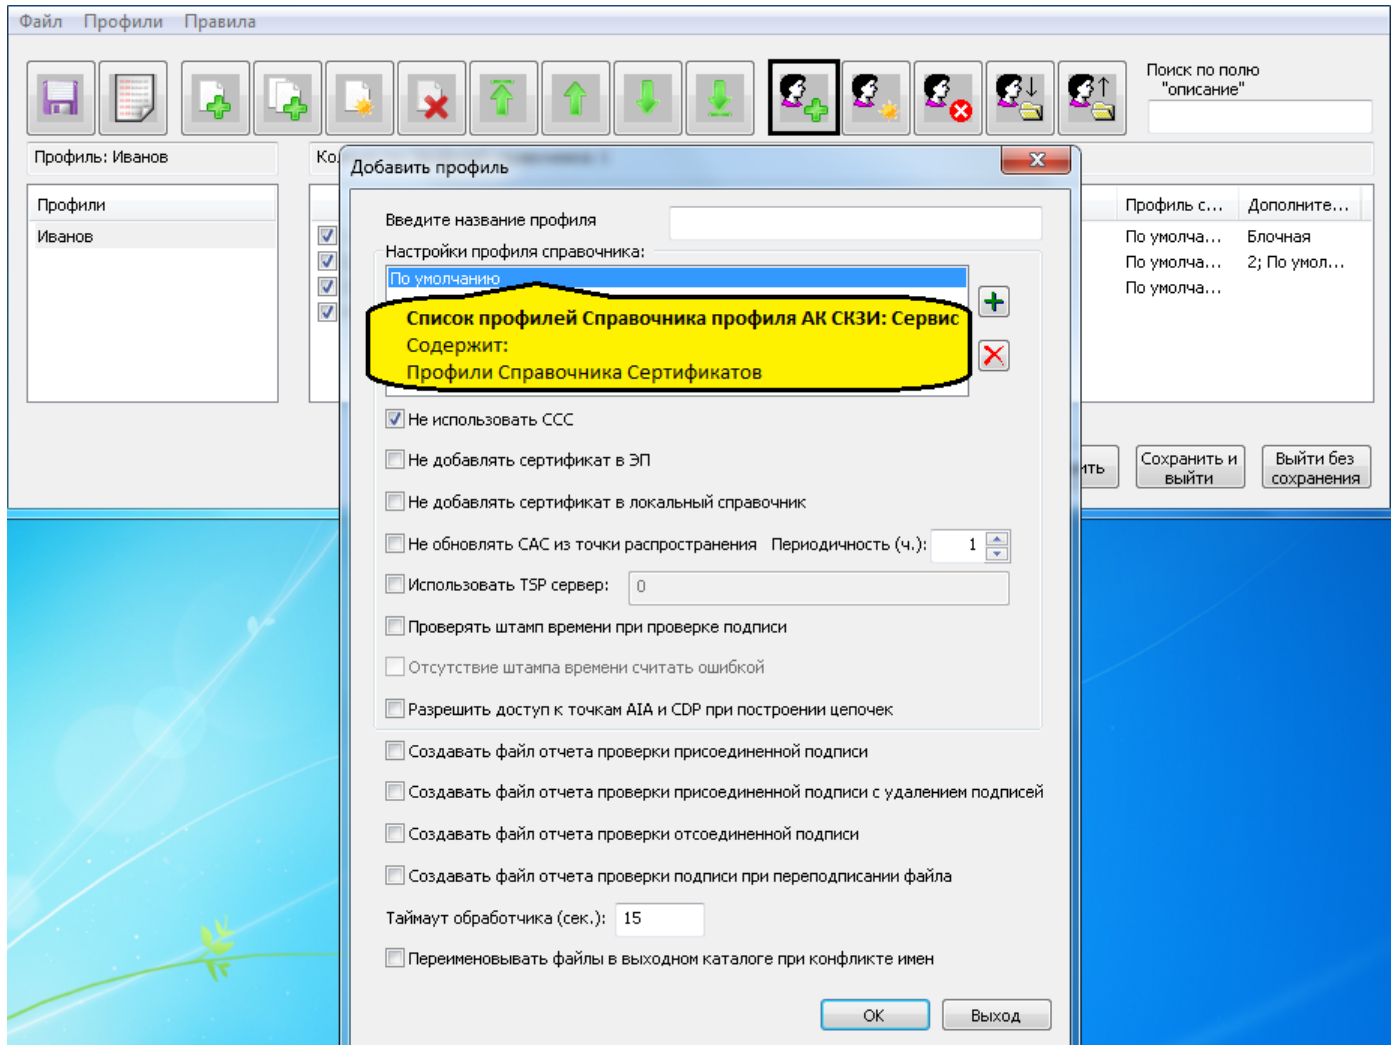 Файл Профили Правила
Поиск по полю
"описание"
Профиль: Иванов
Ко
Добавить профиль
Профили
Иванов
Профиль с... Дополните...
По умолча... Блочная
По умолча... 2; По умол...
По умолча...
Введите название профиля
Настройки профиля справочника:
По умолчанию
Список профилей Справочника профиля АК СКЗИ: Сервис
Содержит:
Профили Справочника Сертификатов
Не использовать ССС
Не добавлять сертификат в ЭП
Не добавлять сертификат в локальный справочник
Не обновлять САС из точки распространения Периодичность (ч.): 1
Использовать TSP сервер: 0
Проверять штамп времени при проверке подписи
Отсутствие штампа времени считать ошибкой
Разрешить доступ к точкам AIA и CDP при построении цепочек
Создавать файл отчета проверки присоединенной подписи
Создавать файл отчета проверки присоединенной подписи с удалением подписей
Создавать файл отчета проверки отсоединенной подписи
Создавать файл отчета проверки подписи при переподписании файла
Таймаут обработчика (сек.): 15
Переименовывать файлы в выходном каталоге при конфликте имен
ОК Выход
ить
Сохранить и
выйти
Выйти без
сохранения